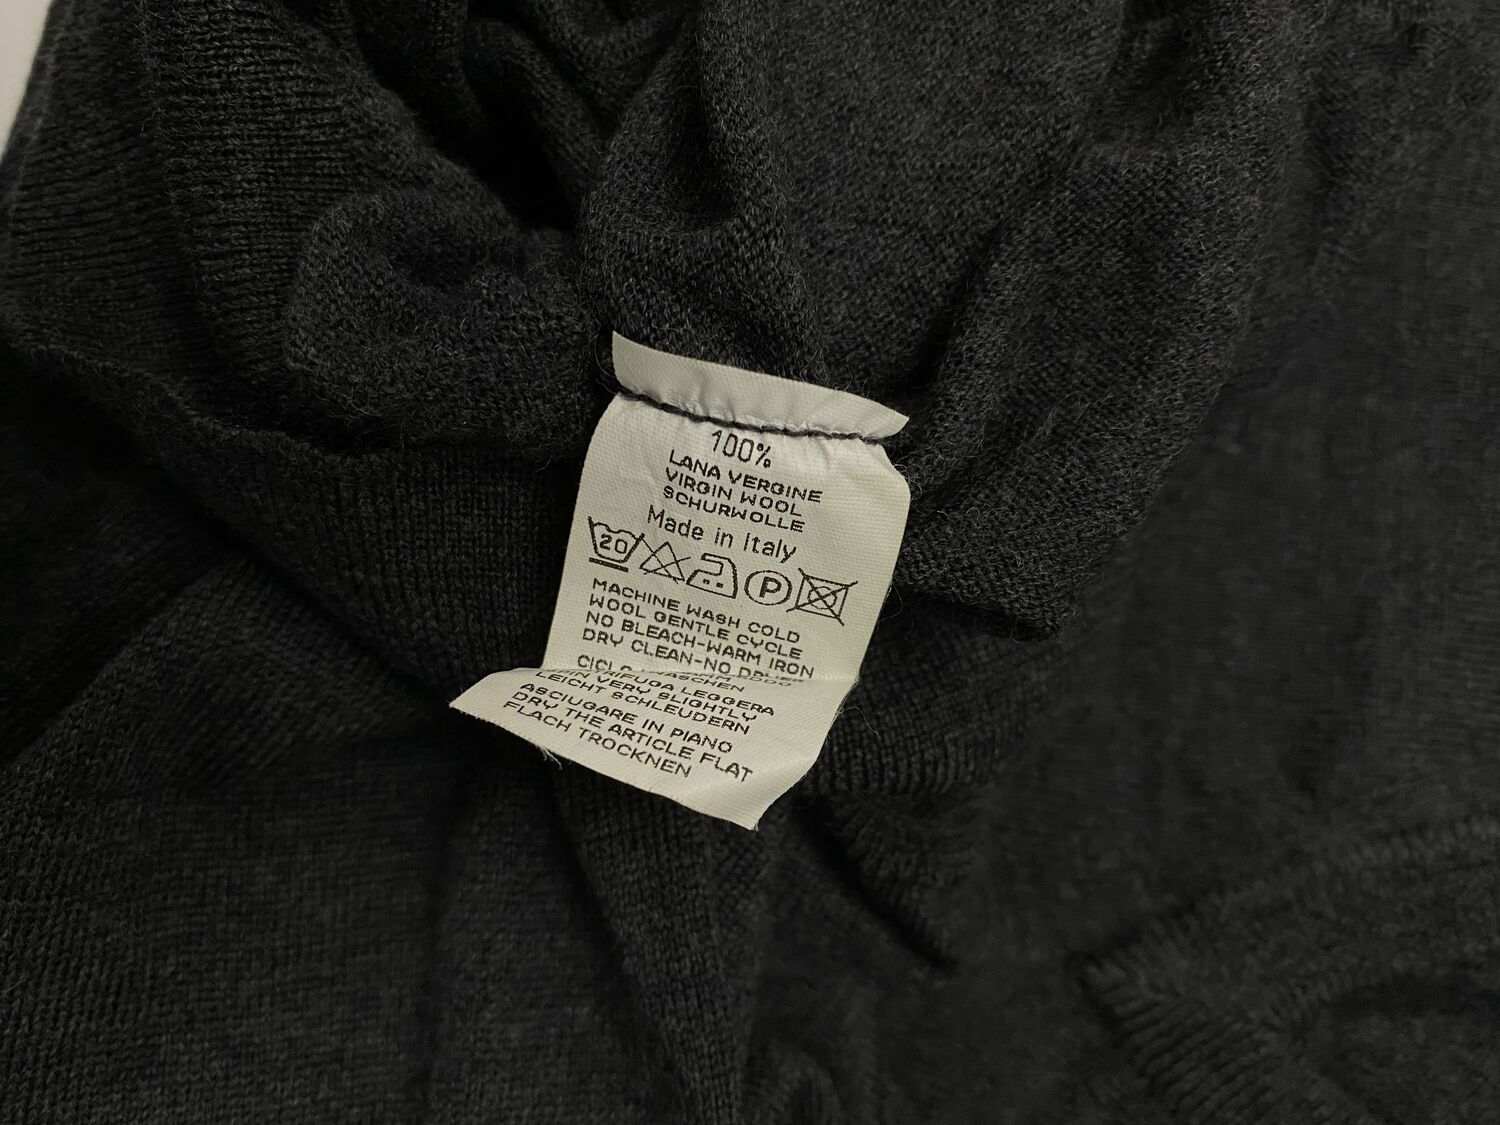 100%
LANA VERGINE
VIRGIN WOOL
SCHURWOLLE
Made in Italy
20 P
MACHINE WASH COLD
WOOL GENTLE CYCLE
NO BLEACH-WARM IRON
DRY CLEAN-NO
LEGGERA
VERY SLIGHTLY
LEICHT SCHLEUDERN
ASCIUGARE IN PIANO
DRY THE ARTICLE FLAT
FLACH TROCKNEN